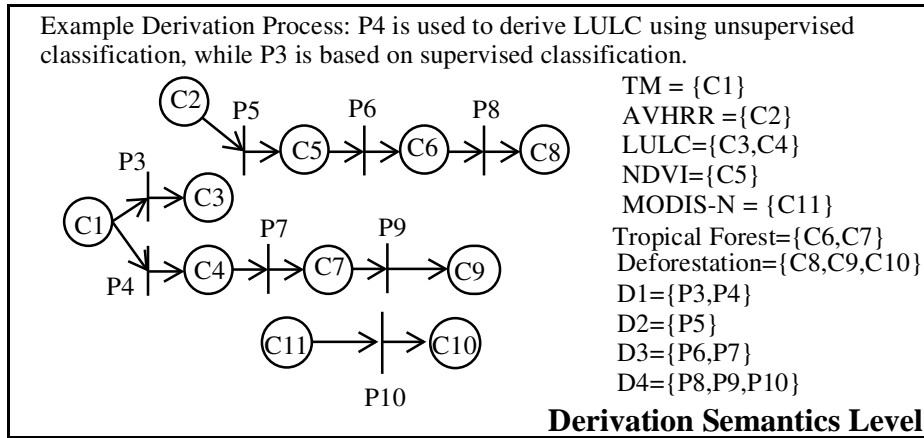 Example Derivation Process: P4 is used to derive LULC using unsupervised
classification, while P3 is based on supervised classification.
C2
P5
P6
P8
C5
C6
C8
P3
C3
C1
P4
C4
P7
C7
P9
C9
C11
C10
P10
TM = {C1}
AVHRR ={C2}
LULC={C3,C4}
NDVI={C5}
MODIS-N = {C11}
Tropical Forest={C6,C7}
Deforestation={C8,C9,C10}
D1={P3,P4}
D2={P5}
D3={P6,P7}
D4={P8,P9,P10}
Derivation Semantics Level